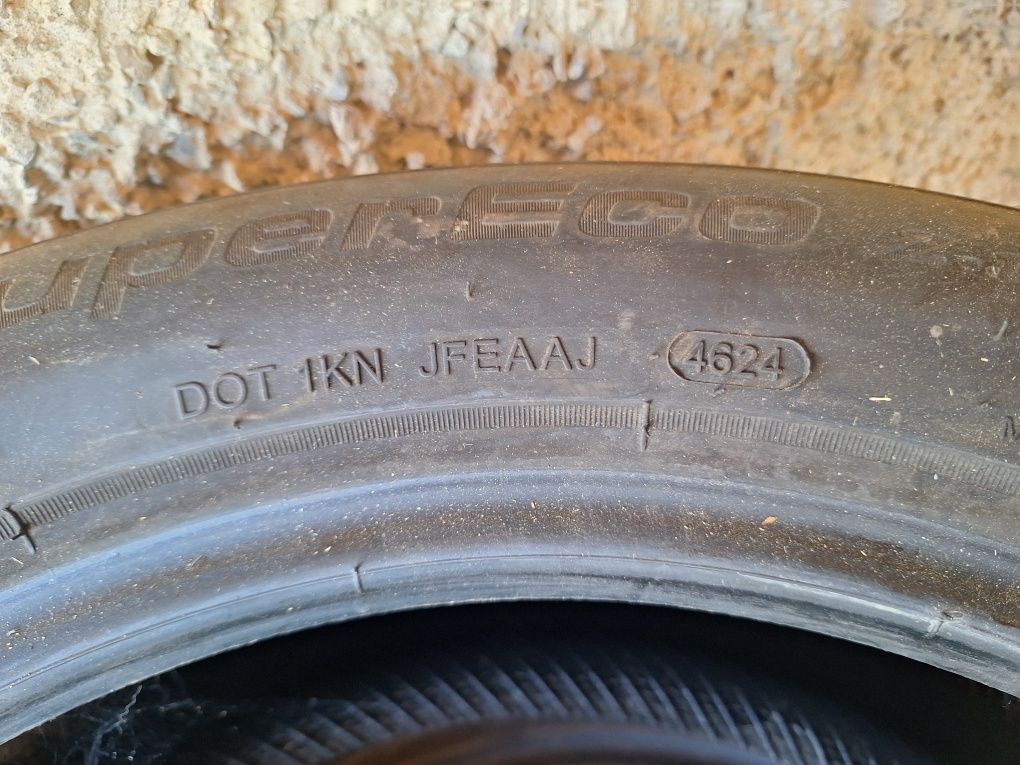 uperEco
DOT 1KN JFEAAJ 4624